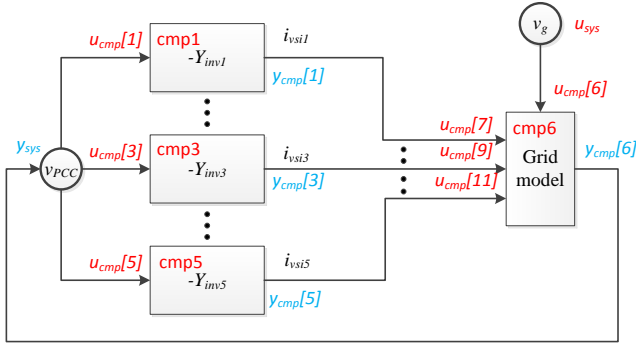 u_cmp[1]
cmp1
-Y_inv1
i_vsi1
y_cmp[1]
v_g
u_sys
u_cmp[6]
y_sys
v_PCC
u_cmp[3]
cmp3
-Y_inv3
i_vsi3
y_cmp[3]
u_cmp[7]
u_cmp[9]
u_cmp[11]
cmp6
Grid
model
y_cmp[6]
u_cmp[5]
cmp5
-Y_inv5
i_vsi5
y_cmp[5]